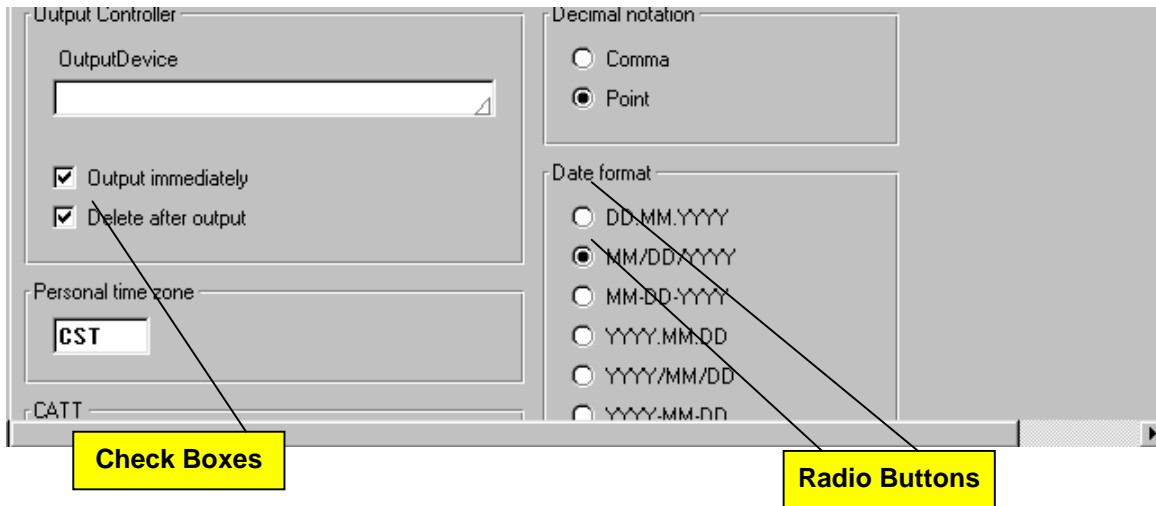 Output Controller
OutputDevice
Output immediately
Delete after output
Personal time zone
CST
CATT
Decimal notation
Comma
Point
Date format
DD.MM.YYYY
MM/DD/YYYY
MM-DD-YYYY
YYYY.MM.DD
YYYY/MM/DD
YYYY-MM-DD
Check Boxes
Radio Buttons